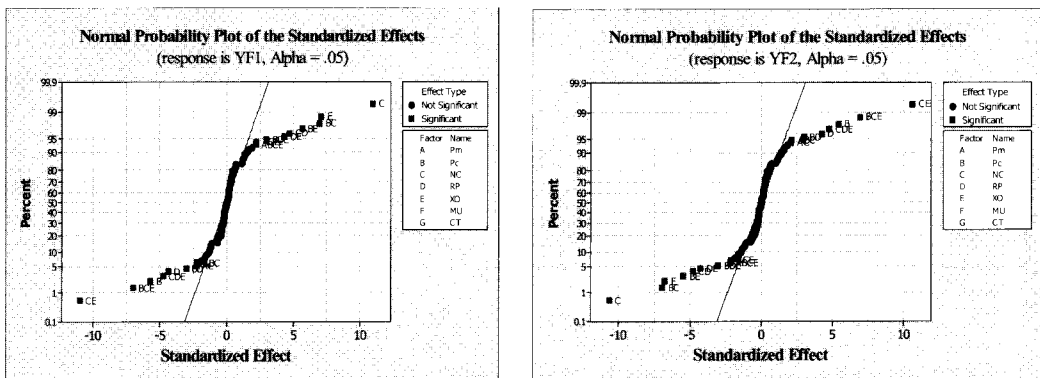 Normal Probability Plot of the Standardized Effects
(response is YF1, Alpha = .05)
99.9
99
95
90
80
70
60
50
40
30
20
10
5
1
0.1
Percent
-10
-5
0
5
10
Standardized Effect
C
E
BC
BE
D
CE
BCE
B
CDE
D
BC
Effect Type
Not Significant
Significant
Factor Name
A Pm
B Pc
C NC
D RP
E XO
F MU
G CT
Normal Probability Plot of the Standardized Effects
(response is YF2, Alpha = .05)
99.9
99
95
90
80
70
60
50
40
30
20
10
5
1
0.1
Percent
-10
-5
0
5
10
Standardized Effect
CE
BCE
B
CDE
D
C
BC
E
BE
Effect Type
Not Significant
Significant
Factor Name
A Pm
B Pc
C NC
D RP
E XO
F MU
G CT